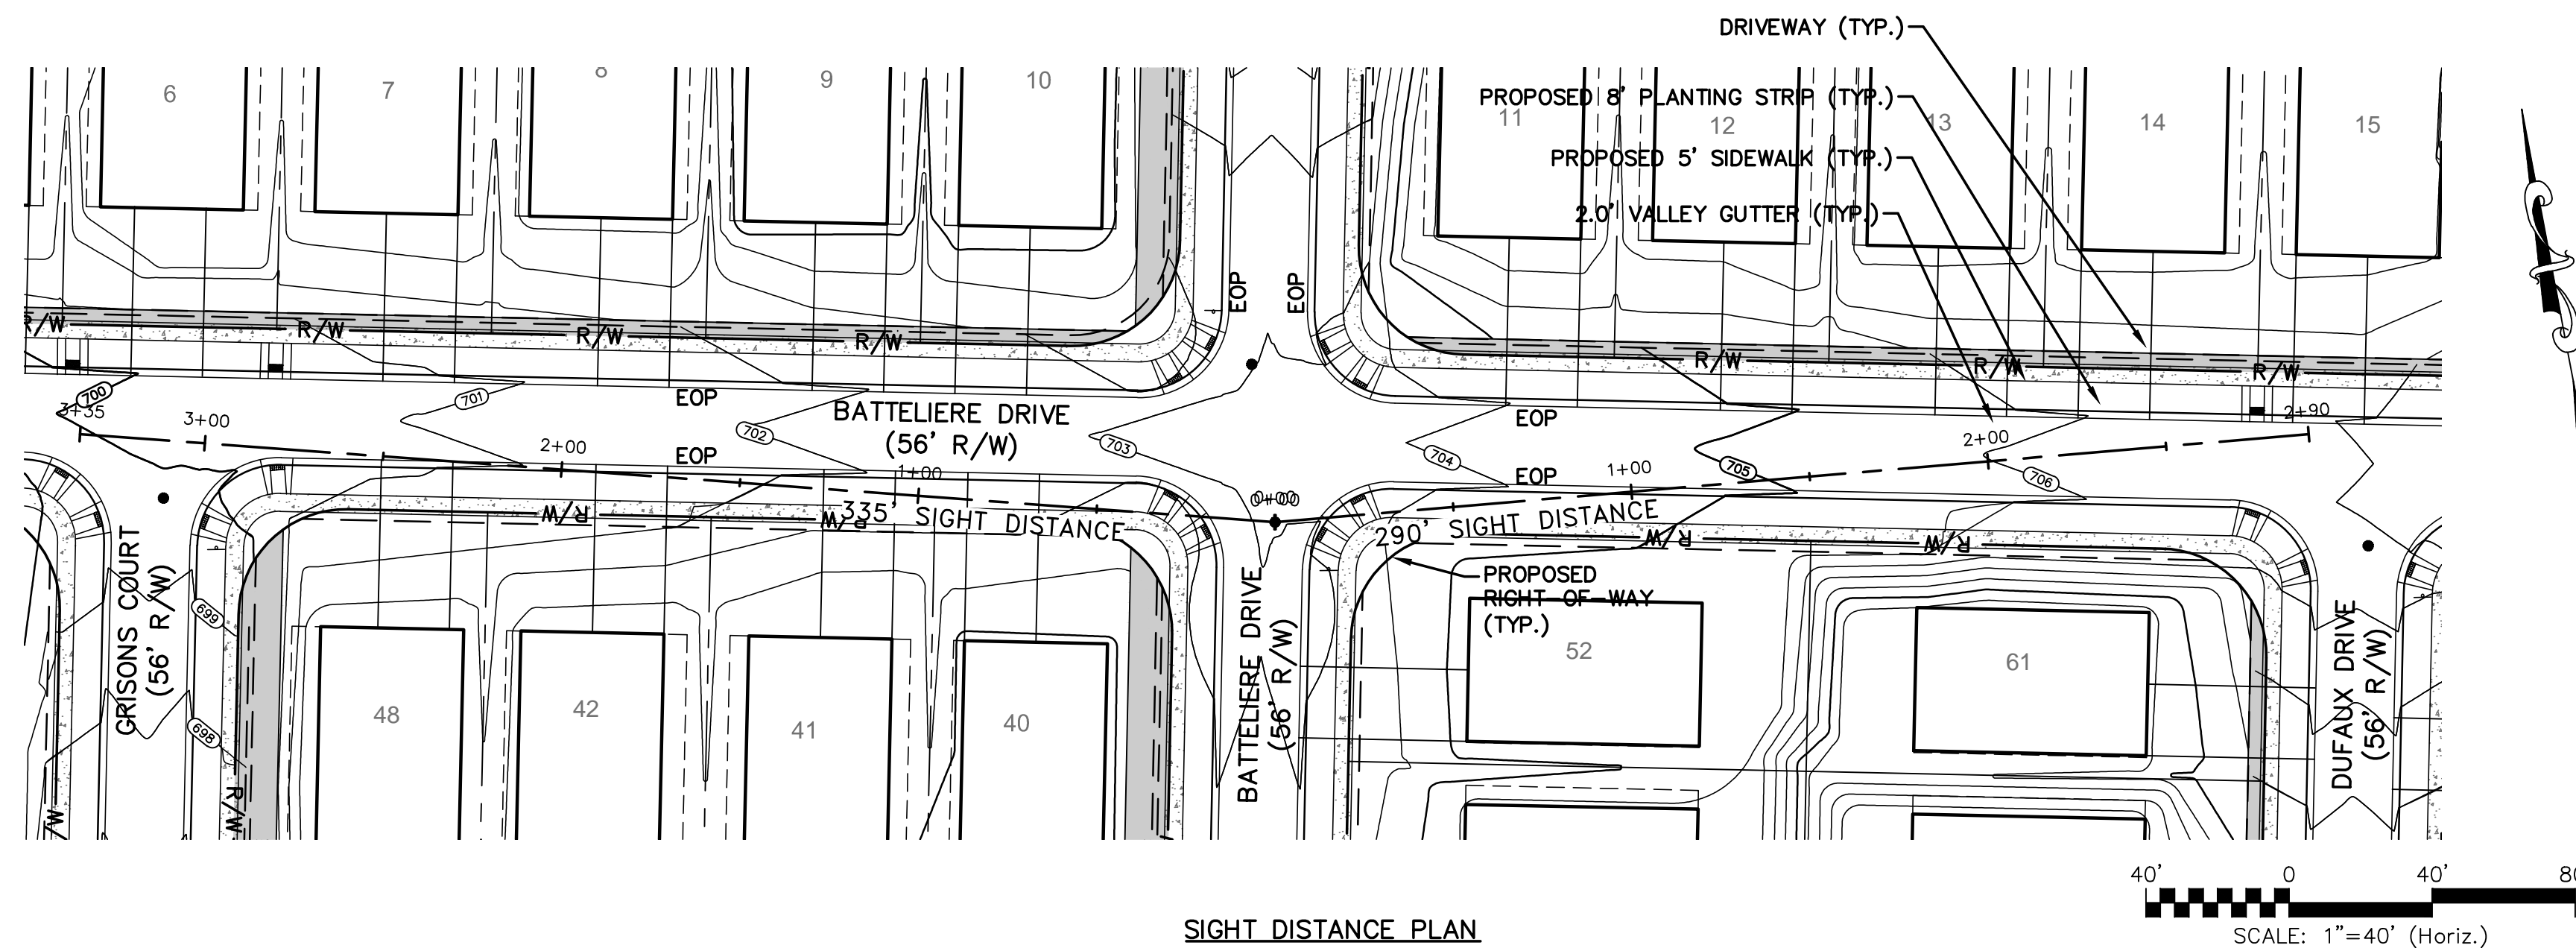 DRIVEWAY (TYP.)
PROPOSED 8' PLANTING STRIP (TYP.)
PROPOSED 5' SIDEWALK (TYP.)
2.0' VALLEY GUTTER (TYP.)
6
7
8
9
10
11
12
13
14
15
EOP
EOP
R/W
R/W
R/W
R/W
R/W
R/W
R/W
700
701
702
703
704
705
706
3+35
3+00
2+00
1+00
0+00
1+00
2+00
2+90
EOP
EOP
BATTELIERE DRIVE
(56' R/W)
EOP
EOP
R/W
R/W
R/W
R/W
335' SIGHT DISTANCE
290' SIGHT DISTANCE
PROPOSED
RIGHT-OF-WAY
(TYP.)
GRISONS COURT
(56' R/W)
699
698
R/W
/W
48
42
41
40
BATTELIERE DRIVE
(56' R/W)
52
61
DUFAUX DRIVE
(56' R/W)
40' 0 40' 80
SCALE: 1"=40' (Horiz.)
SIGHT DISTANCE PLAN